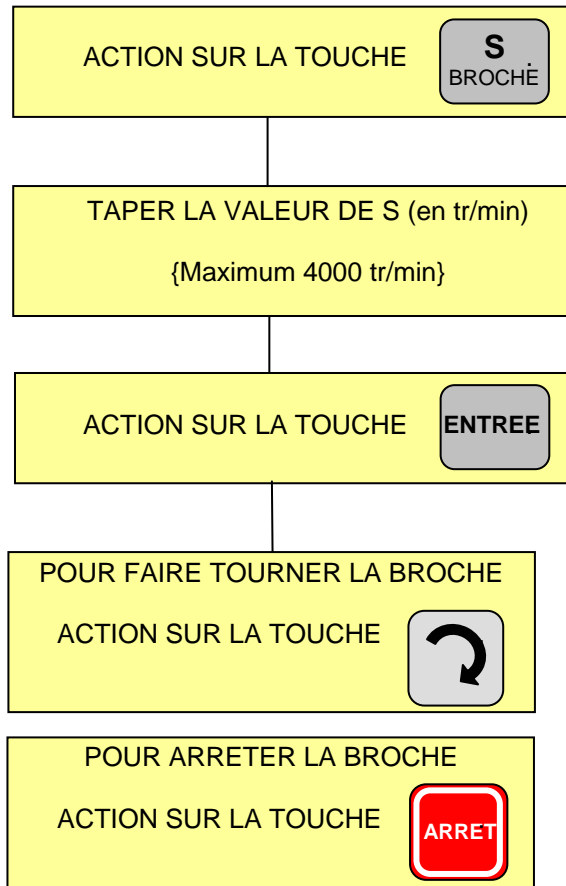 ACTION SUR LA TOUCHE
S
BROCHE
TAPER LA VALEUR DE S (en tr/min)
{Maximum 4000 tr/min}
ACTION SUR LA TOUCHE
ENTREE
POUR FAIRE TOURNER LA BROCHE
ACTION SUR LA TOUCHE
POUR ARRETER LA BROCHE
ACTION SUR LA TOUCHE
ARRET